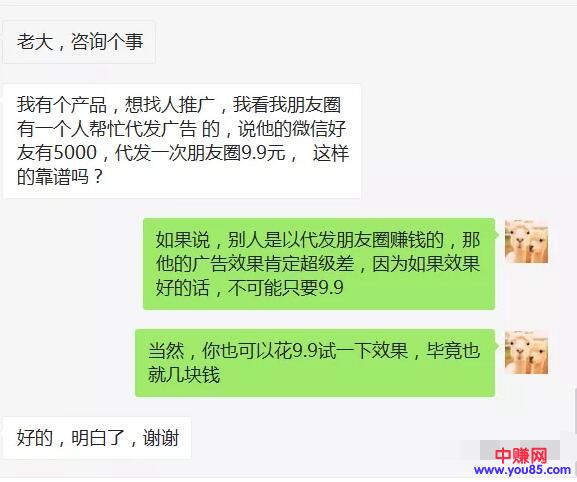 老大，咨询个事
我有个产品，想找人推广，我看我朋友圈
有一个人帮忙代发广告 的，说他的微信好
友有5000，代发一次朋友圈9.9元， 这样
的靠谱吗？
如果说，别人是以代发朋友圈赚钱的，那
他的广告效果肯定超级差，因为如果效果
好的话，不可能只要9.9
当然，你也可以花9.9试一下效果，毕竟也
就几块钱
好的，明白了，谢谢
中赚网
www.you85.com